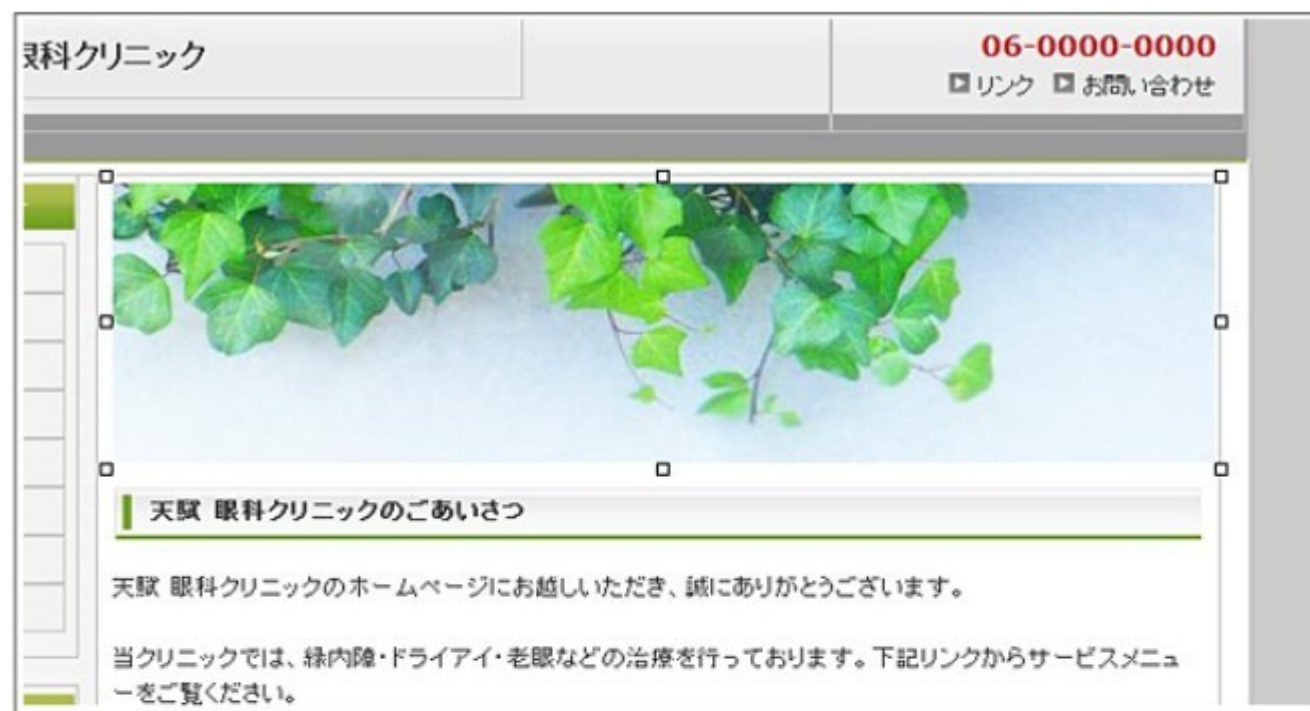 眼科クリニック
06-0000-0000
リンク お問い合わせ
天賦 眼科クリニックのごあいさつ
天賦 眼科クリニックのホームページにお越しいただき、誠にありがとうございます。
当クリニックでは、緑内障・ドライアイ・老眼などの治療を行っております。下記リンクからサービスメニュ
ーをご覧ください。